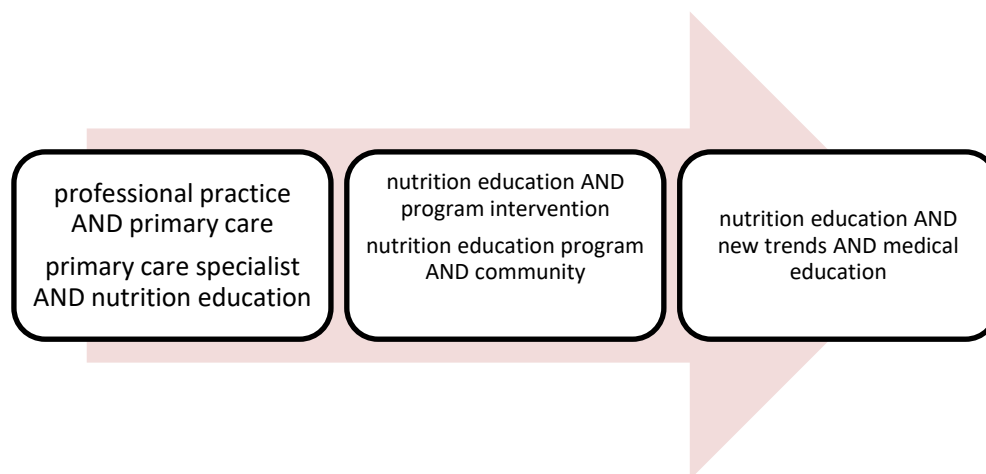 professional practice
AND primary care
primary care specialist
AND nutrition education
nutrition education AND
program intervention
nutrition education program
AND community
nutrition education AND
new trends AND medical
education